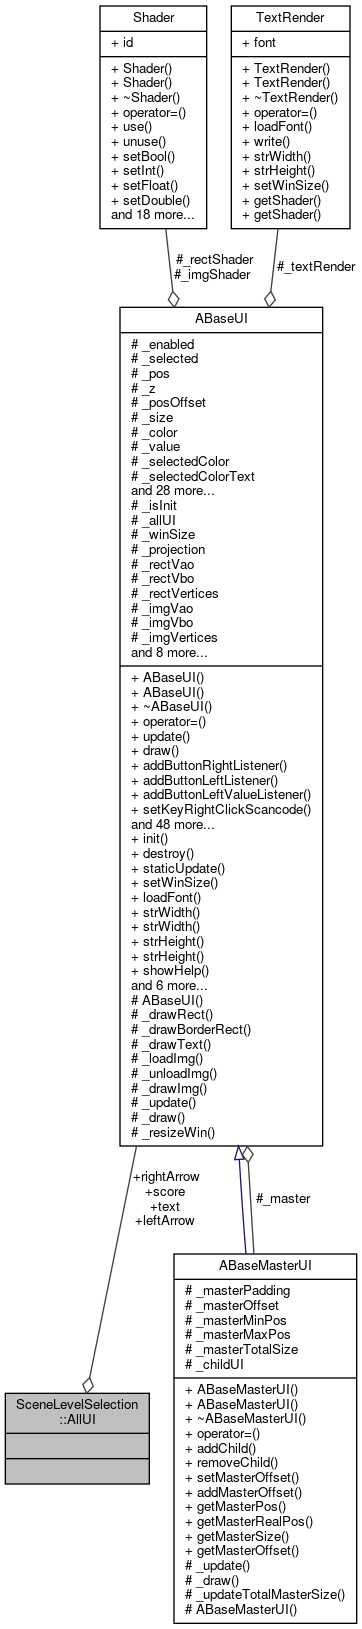 Shader
+ id
+ Shader()
+ Shader()
+ ~Shader()
+ operator=()
+ use()
+ unuse()
+ setBool()
+ setInt()
+ setFloat()
+ setDouble()
and 18 more...
TextRender
+ font
+ TextRender()
+ TextRender()
+ ~TextRender()
+ operator=()
+ loadFont()
+ write()
+ strWidth()
+ strHeight()
+ setWinSize()
+ getShader()
+ getShader()
#_rectShader
#_imgShader
#_textRender
ABaseUI
# _enabled
# _selected
# _pos
# _z
# _posOffset
# _size
# _color
# _value
# _selectedColor
# _selectedColorText
and 28 more...
# _isInit
# _allUI
# _winSize
# _projection
# _rectVao
# _rectVbo
# _rectVertices
# _imgVao
# _imgVbo
# _imgVertices
and 8 more...
+ ABaseUI()
+ ABaseUI()
+ ~ABaseUI()
+ operator=()
+ update()
+ draw()
+ addButtonRightListener()
+ addButtonLeftListener()
+ addButtonLeftValueListener()
+ setKeyRightClickScancode()
and 48 more...
+ init()
+ destroy()
+ staticUpdate()
+ setWinSize()
+ loadFont()
+ strWidth()
+ strWidth()
+ strHeight()
+ strHeight()
+ showHelp()
and 6 more...
# ABaseUI()
# _drawRect()
# _drawBorderRect()
# _drawText()
# _loadImg()
# _unloadImg()
# _drawImg()
# _update()
# _draw()
# _resizeWin()
+rightArrow
+score
+text
+leftArrow
#_master
SceneLevelSelection
::AllUI
ABaseMasterUI
# _masterPadding
# _masterOffset
# _masterMinPos
# _masterMaxPos
# _masterTotalSize
# _childUI
+ ABaseMasterUI()
+ ABaseMasterUI()
+ ~ABaseMasterUI()
+ operator=()
+ addChild()
+ removeChild()
+ setMasterOffset()
+ addMasterOffset()
+ getMasterPos()
+ getMasterRealPos()
+ getMasterSize()
+ getMasterOffset()
# _update()
# _draw()
# _updateTotalMasterSize()
# ABaseMasterUI()